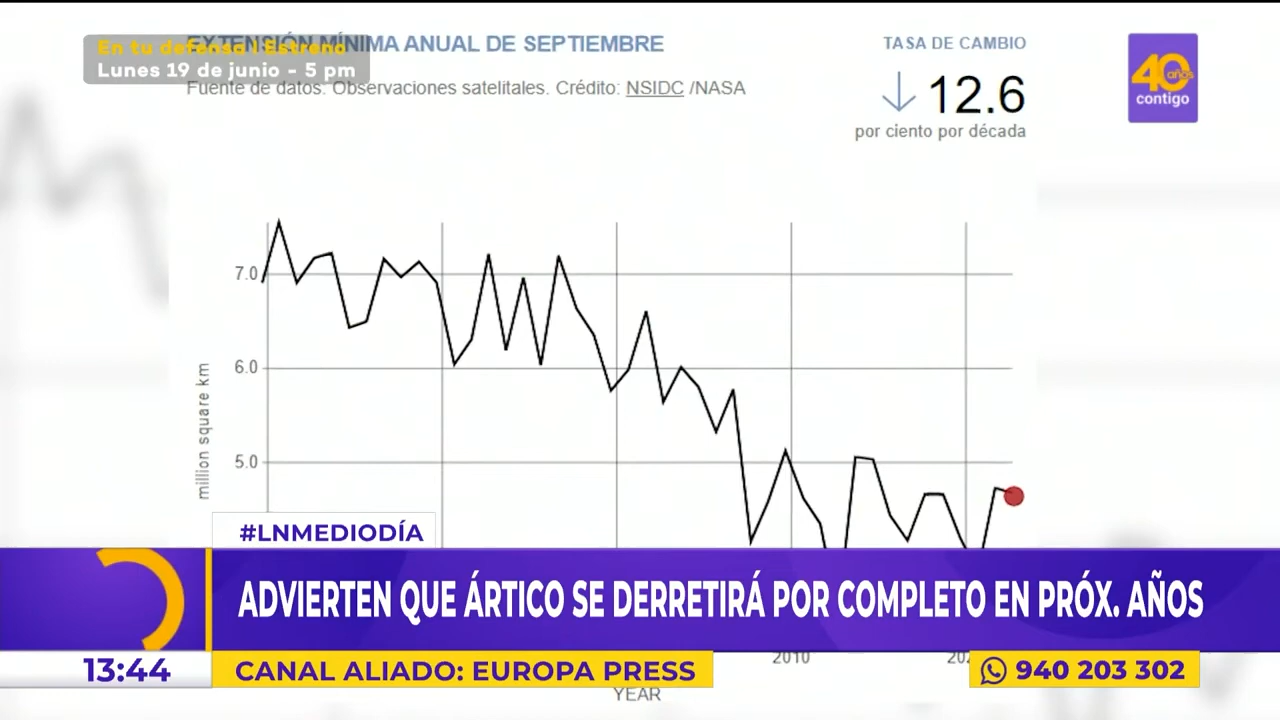 En tu defensa | Estreno
Lunes 19 de junio - 5 pm
EXTENSIÓN MÍNIMA ANUAL DE SEPTIEMBRE
Fuente de datos: Observaciones satelitales. Crédito: NSIDC /NASA
TASA DE CAMBIO
↓ 12.6
por ciento por década
40 años
contigo
7.0
6.0
5.0
million square km
#LNMEDIODÍA
ADVIERTEN QUE ÁRTICO SE DERRETIRÁ POR COMPLETO EN PRÓX. AÑOS
13:44
CANAL ALIADO: EUROPA PRESS
2010
940 203 302
YEAR